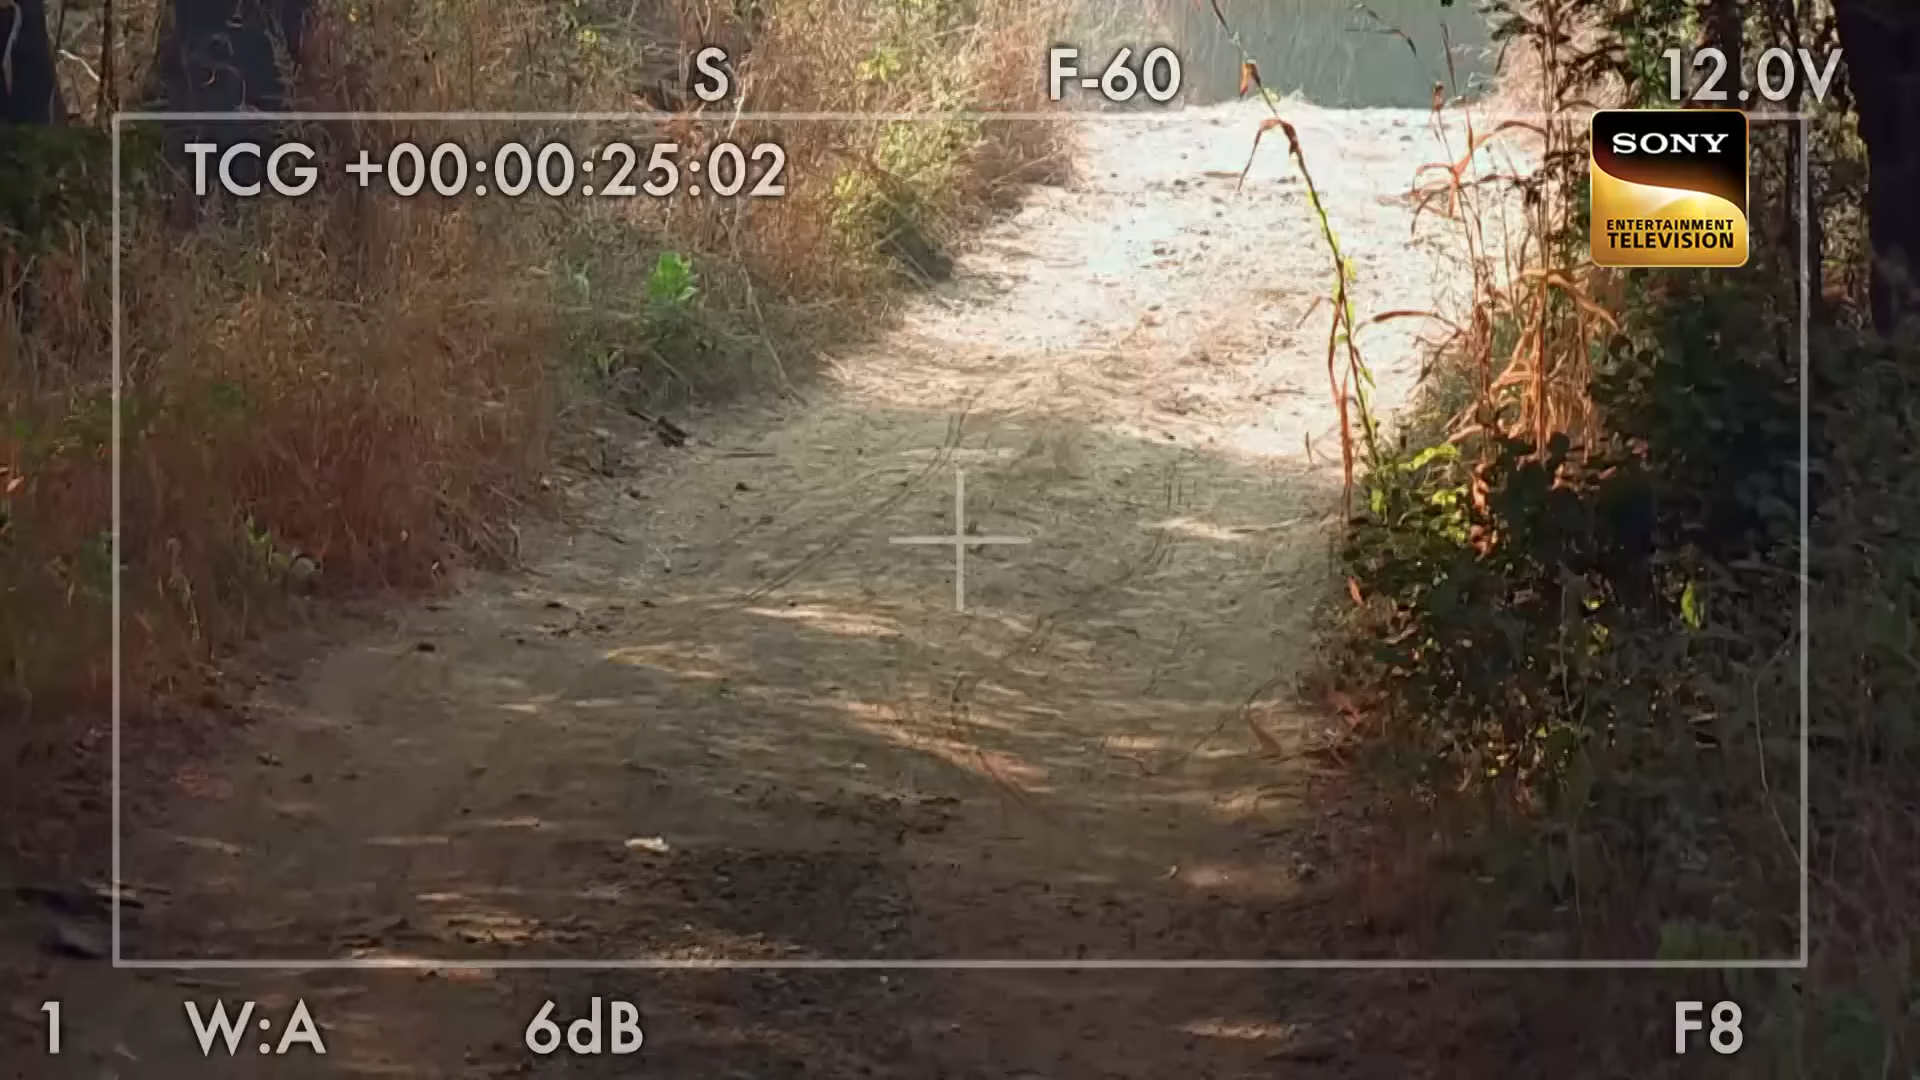 S F-60 12.0V
TCG +00:00:25:02
SONY
ENTERTAINMENT
TELEVISION
1 W:A 6dB F8